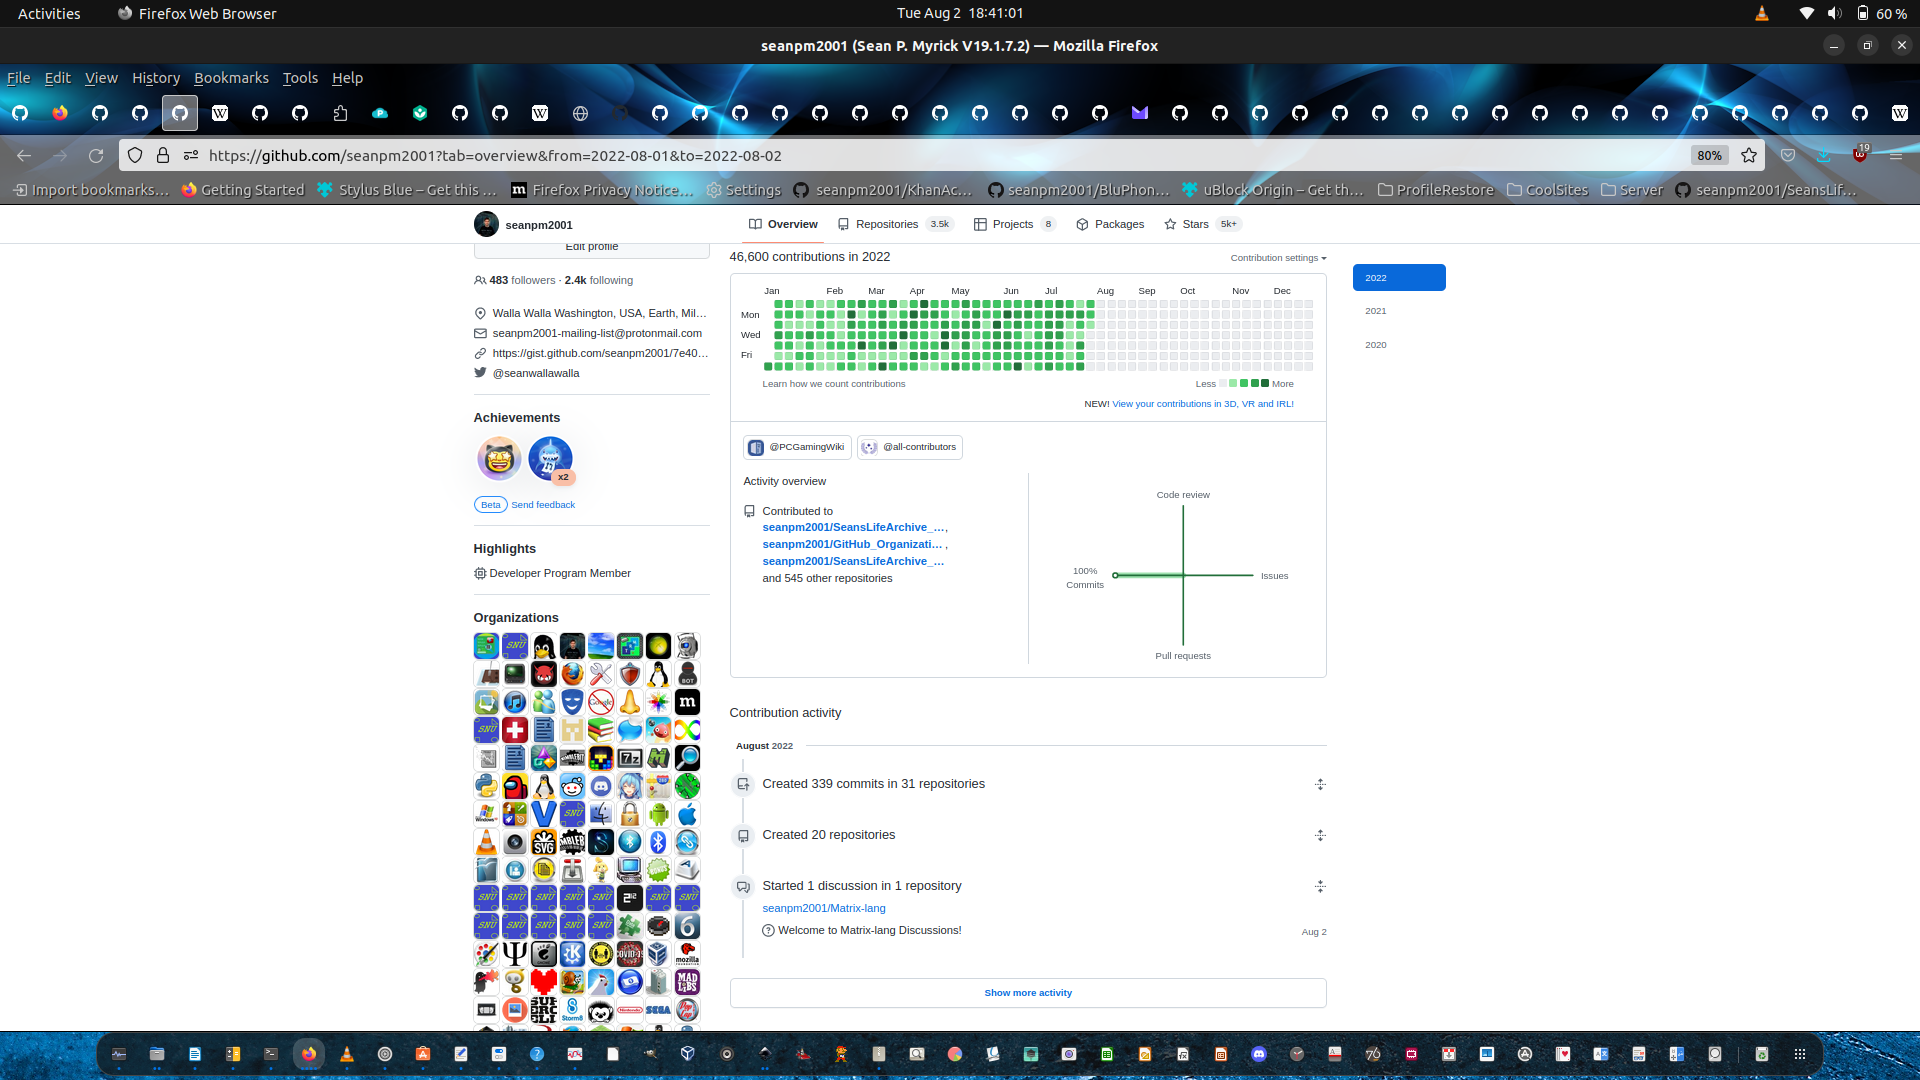 Activities
Firefox Web Browser
Tue Aug 2 18:41:01
60 %
seanpm2001 (Sean P. Myrick V19.1.7.2) — Mozilla Firefox
File Edit View History Bookmarks Tools Help
https://github.com/seanpm2001?tab=overview&from=2022-08-01&to=2022-08-02
80%
19
Import bookmarks…
Getting Started
Stylus Blue – Get this …
Firefox Privacy Notice…
Settings
seanpm2001/KhanAc…
seanpm2001/BluPhon…
uBlock Origin – Get th…
ProfileRestore
CoolSites
Server
seanpm2001/SeansLif…
seanpm2001
Overview
Repositories 3.5k
Projects 8
Packages
Stars 5k+
Edit profile
483 followers · 2.4k following
Walla Walla Washington, USA, Earth, Mil…
seanpm2001-mailing-list@protonmail.com
https://gist.github.com/seanpm2001/7e40…
@seanwallawalla
Achievements
x2
Beta Send feedback
Highlights
Developer Program Member
Organizations
46,600 contributions in 2022
Contribution settings
2022
2021
2020
Jan Feb Mar Apr May Jun Jul Aug Sep Oct Nov Dec
Mon
Wed
Fri
Learn how we count contributions
Less More
NEW! View your contributions in 3D, VR and IRL!
@PCGamingWiki
@all-contributors
Activity overview
Contributed to
seanpm2001/SeansLifeArchive_…,
seanpm2001/GitHub_Organizati… ,
seanpm2001/SeansLifeArchive_…
and 545 other repositories
Code review
100%
Commits
Issues
Pull requests
Contribution activity
August 2022
Created 339 commits in 31 repositories
Created 20 repositories
Started 1 discussion in 1 repository
seanpm2001/Matrix-lang
Welcome to Matrix-lang Discussions!
Aug 2
Show more activity